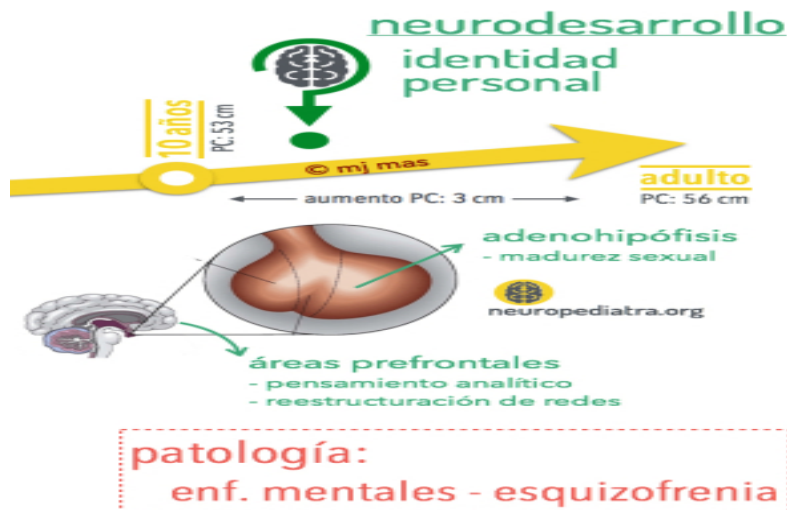 neurodesarrollo
identidad
personal
10 años
PC: 53 cm
© mj mas
aumento PC: 3 cm
adulto
PC: 56 cm
adenohipófisis
- madurez sexual
neuropediatra.org
áreas prefrontales
- pensamiento analítico
- reestructuración de redes
patología:
enf. mentales - esquizofrenia